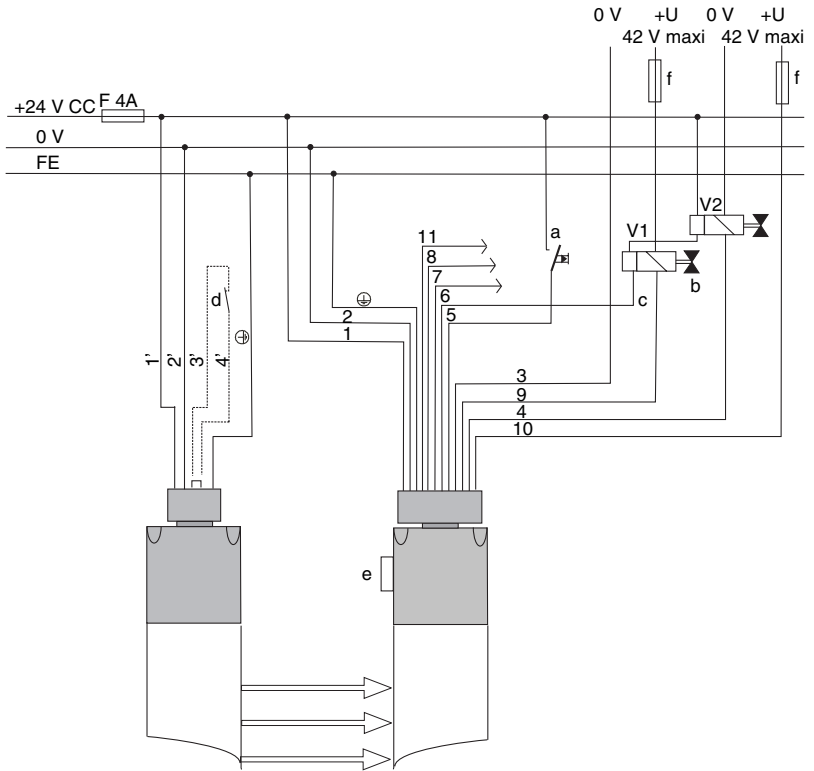 0 V +U 0 V +U
42 V maxi 42 V maxi
f f
+24 V CC F 4A
0 V
FE
V2
V1
a
11
8
b
7
d
6 c
2 5
1
1' 2' 3' 4'
3
9
4
10
e